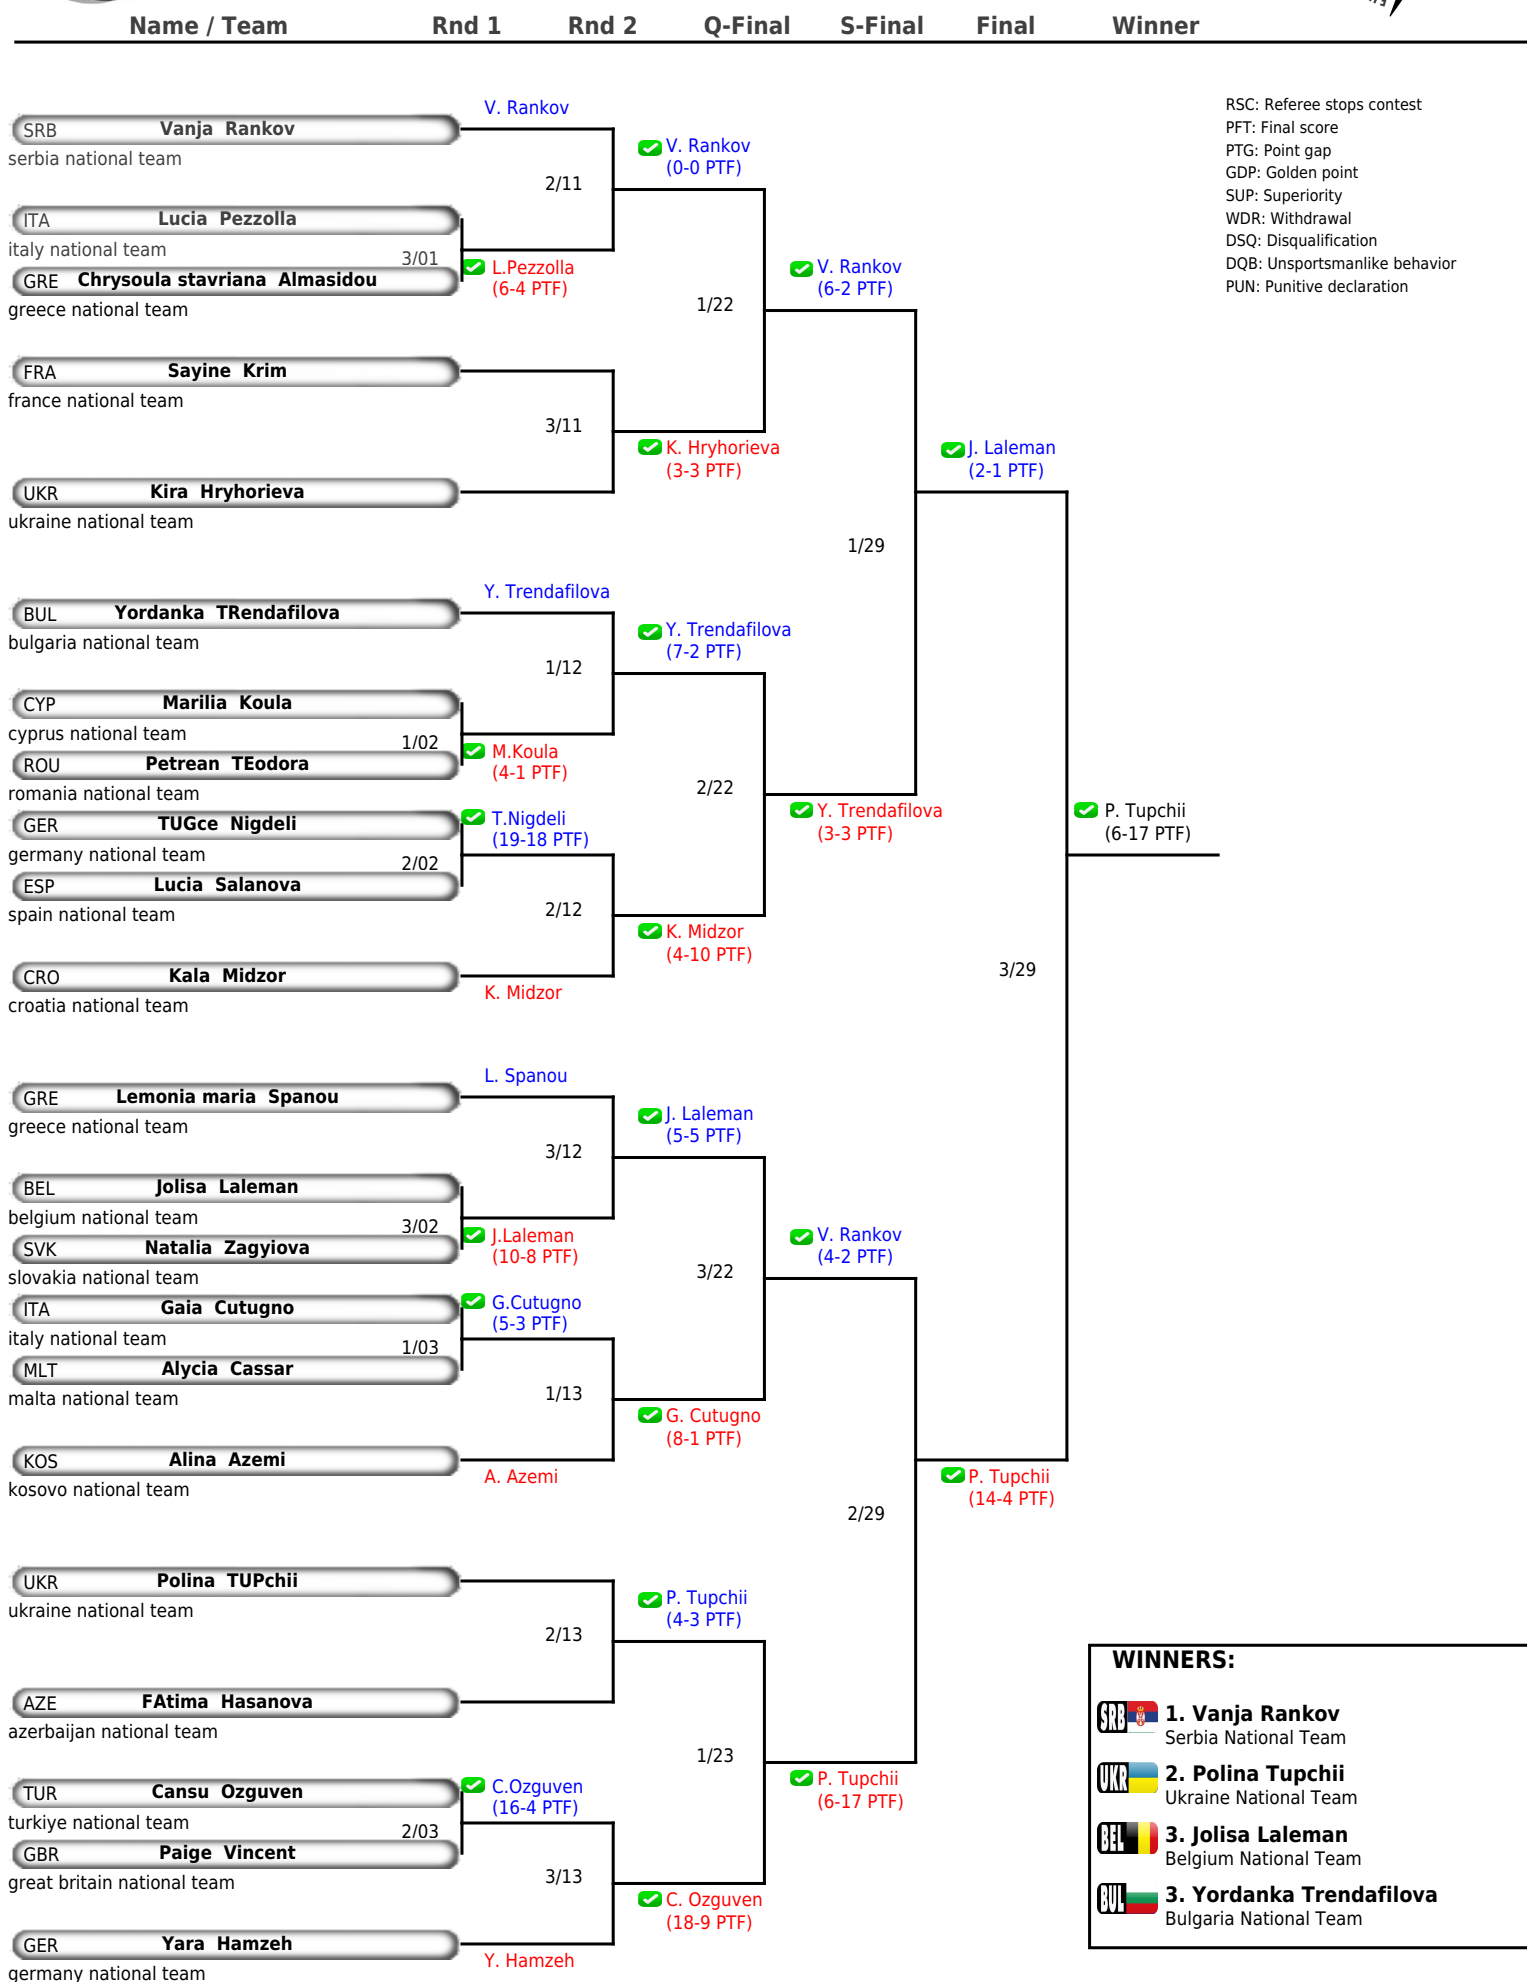 Name / Team Rnd 1 Rnd 2 Q-Final S-Final Final Winner
RSC: Referee stops contest
PFT: Final score
PTG: Point gap
GDP: Golden point
SUP: Superiority
WDR: Withdrawal
DSQ: Disqualification
DQB: Unsportsmanlike behavior
PUN: Punitive declaration
V. Rankov
SRB Vanja Rankov
serbia national team
V. Rankov
(0-0 PTF)
2/11
ITA Lucia Pezzolla
italy national team
3/01
L.Pezzolla
(6-4 PTF)
GRE Chrysoula stavriana Almasidou
greece national team
V. Rankov
(6-2 PTF)
1/22
FRA Sayine Krim
france national team
3/11
K. Hryhorieva
(3-3 PTF)
J. Laleman
(2-1 PTF)
UKR Kira Hryhorieva
ukraine national team
1/29
Y. Trendafilova
BUL Yordanka TRendafilova
bulgaria national team
Y. Trendafilova
(7-2 PTF)
1/12
CYP Marilia Koula
cyprus national team
1/02
M.Koula
(4-1 PTF)
ROU Petrean TEodora
romania national team
2/22
T.Nigdeli
(19-18 PTF)
Y. Trendafilova
(3-3 PTF)
P. Tupchii
(6-17 PTF)
GER TUGce Nigdeli
germany national team
2/02
ESP Lucia Salanova
spain national team
2/12
K. Midzor
(4-10 PTF)
CRO Kala Midzor
croatia national team
K. Midzor
3/29
L. Spanou
GRE Lemonia maria Spanou
greece national team
J. Laleman
(5-5 PTF)
3/12
BEL Jolisa Laleman
belgium national team
3/02
J.Laleman
(10-8 PTF)
SVK Natalia Zagyiova
slovakia national team
V. Rankov
(4-2 PTF)
3/22
G.Cutugno
(5-3 PTF)
ITA Gaia Cutugno
italy national team
1/03
MLT Alycia Cassar
malta national team
1/13
G. Cutugno
(8-1 PTF)
KOS Alina Azemi
kosovo national team
A. Azemi
P. Tupchii
(14-4 PTF)
2/29
UKR Polina TUPchii
ukraine national team
P. Tupchii
(4-3 PTF)
2/13
AZE FAtima Hasanova
azerbaijan national team
1/23
C.Ozguven
(16-4 PTF)
P. Tupchii
(6-17 PTF)
TUR Cansu Ozguven
turkiye national team
2/03
GBR Paige Vincent
great britain national team
3/13
C. Ozguven
(18-9 PTF)
GER Yara Hamzeh
germany national team
Y. Hamzeh
WINNERS:
SRB 1. Vanja Rankov
Serbia National Team
UKR 2. Polina Tupchii
Ukraine National Team
BEL 3. Jolisa Laleman
Belgium National Team
BUL 3. Yordanka Trendafilova
Bulgaria National Team